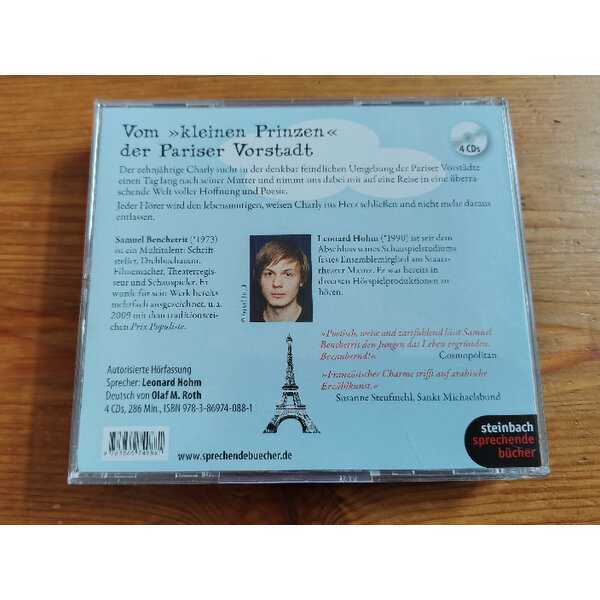 Vom »kleinen Prinzen«
der Pariser Vorstadt
4 CDs
Der zehnjährige Charly sucht in der denkbar feindlichen Umgebung der Pariser Vorstädte
einen Tag lang nach seiner Mutter und nimmt uns dabei mit auf eine Reise in eine überra-
schende Welt voller Hoffnung und Poesie.
Jeder Hörer wird den lebensmutigen, weisen Charly ins Herz schließen und nicht mehr daraus
entlassen.
Samuel Benchetrit (*1973)
ist ein Multitalent: Schrift-
steller, Drehbuchautor,
Filmemacher, Theaterregis-
seur und Schauspieler. Er
wurde für sein Werk bereits
mehrfach ausgezeichnet, u.a.
2009 mit dem traditionsrei-
chen Prix Populiste.
Leonard Hohm (*1990) ist seit dem
Abschluss seines Schauspielstudiums
festes Ensemblemitglied am Staats-
theater Mainz. Er war bereits in
diversen Hörspielproduktionen zu
hören.
»Poetisch, weise und zartfühlend lässt Samuel
Benchetrit den Jungen das Leben ergründen.
Bezaubernd!« Cosmopolitan
»Französischer Charme trifft auf arabische
Erzählkunst.«
Susanne Steufmehl, Sankt Michaelsbund
Autorisierte Hörfassung
Sprecher: Leonard Hohm
Deutsch von Olaf M. Roth
4 CDs, 286 Min., ISBN 978-3-86974-088-1
9 783869 740881
www.sprechendebuecher.de
steinbach
sprechende
bücher